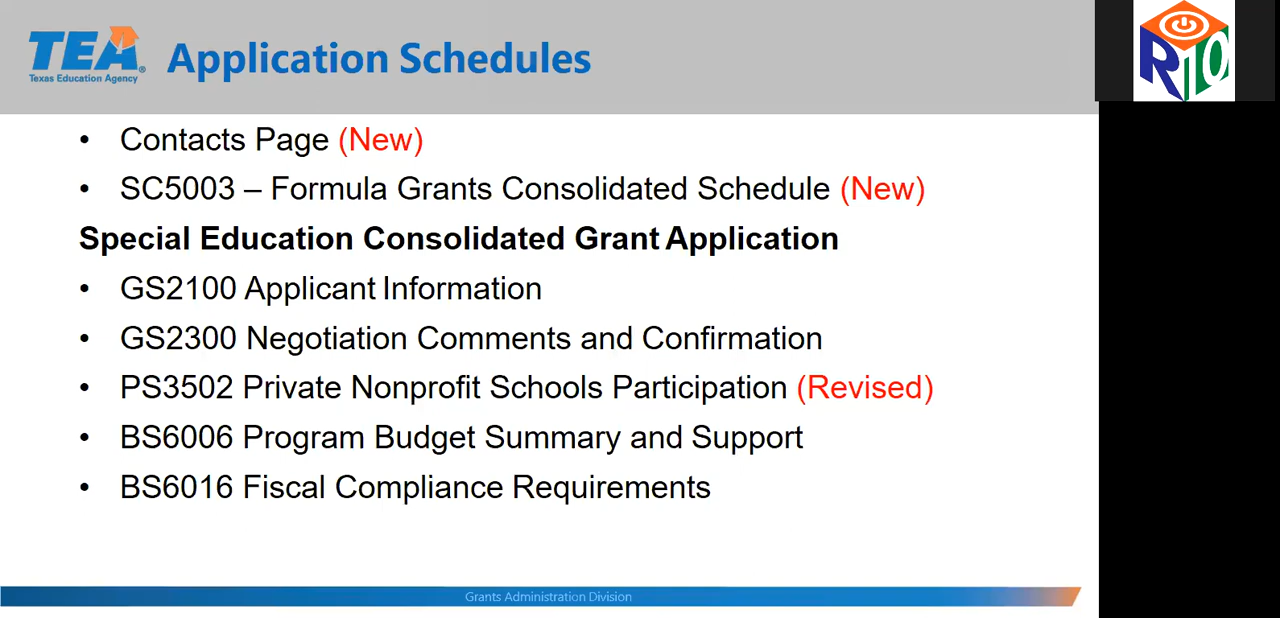 TEA
Texas Education Agency
Application Schedules
R10
• Contacts Page (New)
• SC5003 – Formula Grants Consolidated Schedule (New)
Special Education Consolidated Grant Application
• GS2100 Applicant Information
• GS2300 Negotiation Comments and Confirmation
• PS3502 Private Nonprofit Schools Participation (Revised)
• BS6006 Program Budget Summary and Support
• BS6016 Fiscal Compliance Requirements
Grants Administration Division